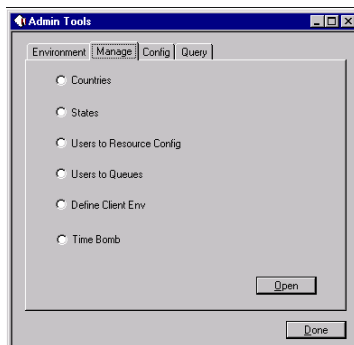 Admin Tools
Environment Manage Config Query
Countries
States
Users to Resource Config
Users to Queues
Define Client Env
Time Bomb
Open
Done